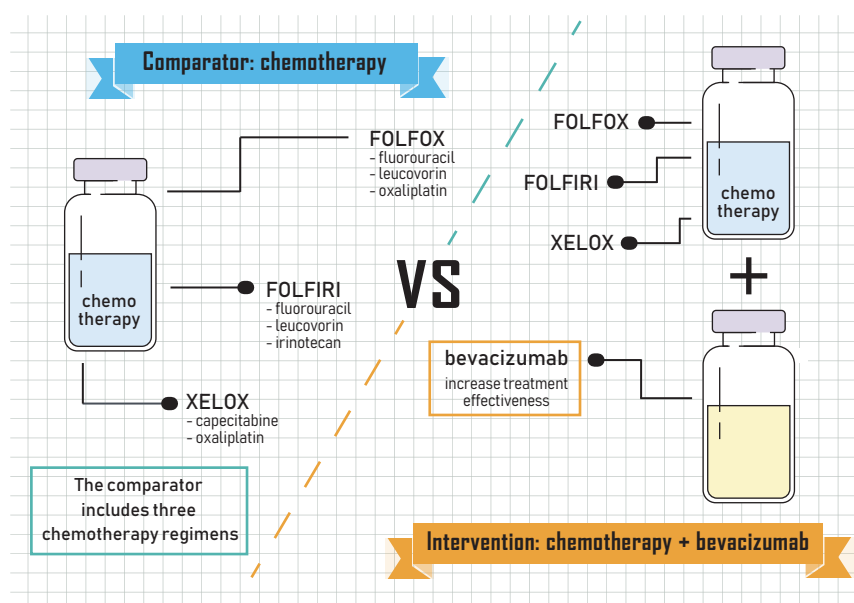 Comparator: chemotherapy
FOLFOX
- fluorouracil
- leucovorin
- oxaliplatin
chemo
therapy
FOLFIRI
- fluorouracil
- leucovorin
- irinotecan
XELOX
- capecitabine
- oxaliplatin
The comparator
includes three
chemotherapy regimens
VS
FOLFOX
FOLFIRI
XELOX
chemo
therapy
+
bevacizumab
increase treatment
effectiveness
Intervention: chemotherapy + bevacizumab